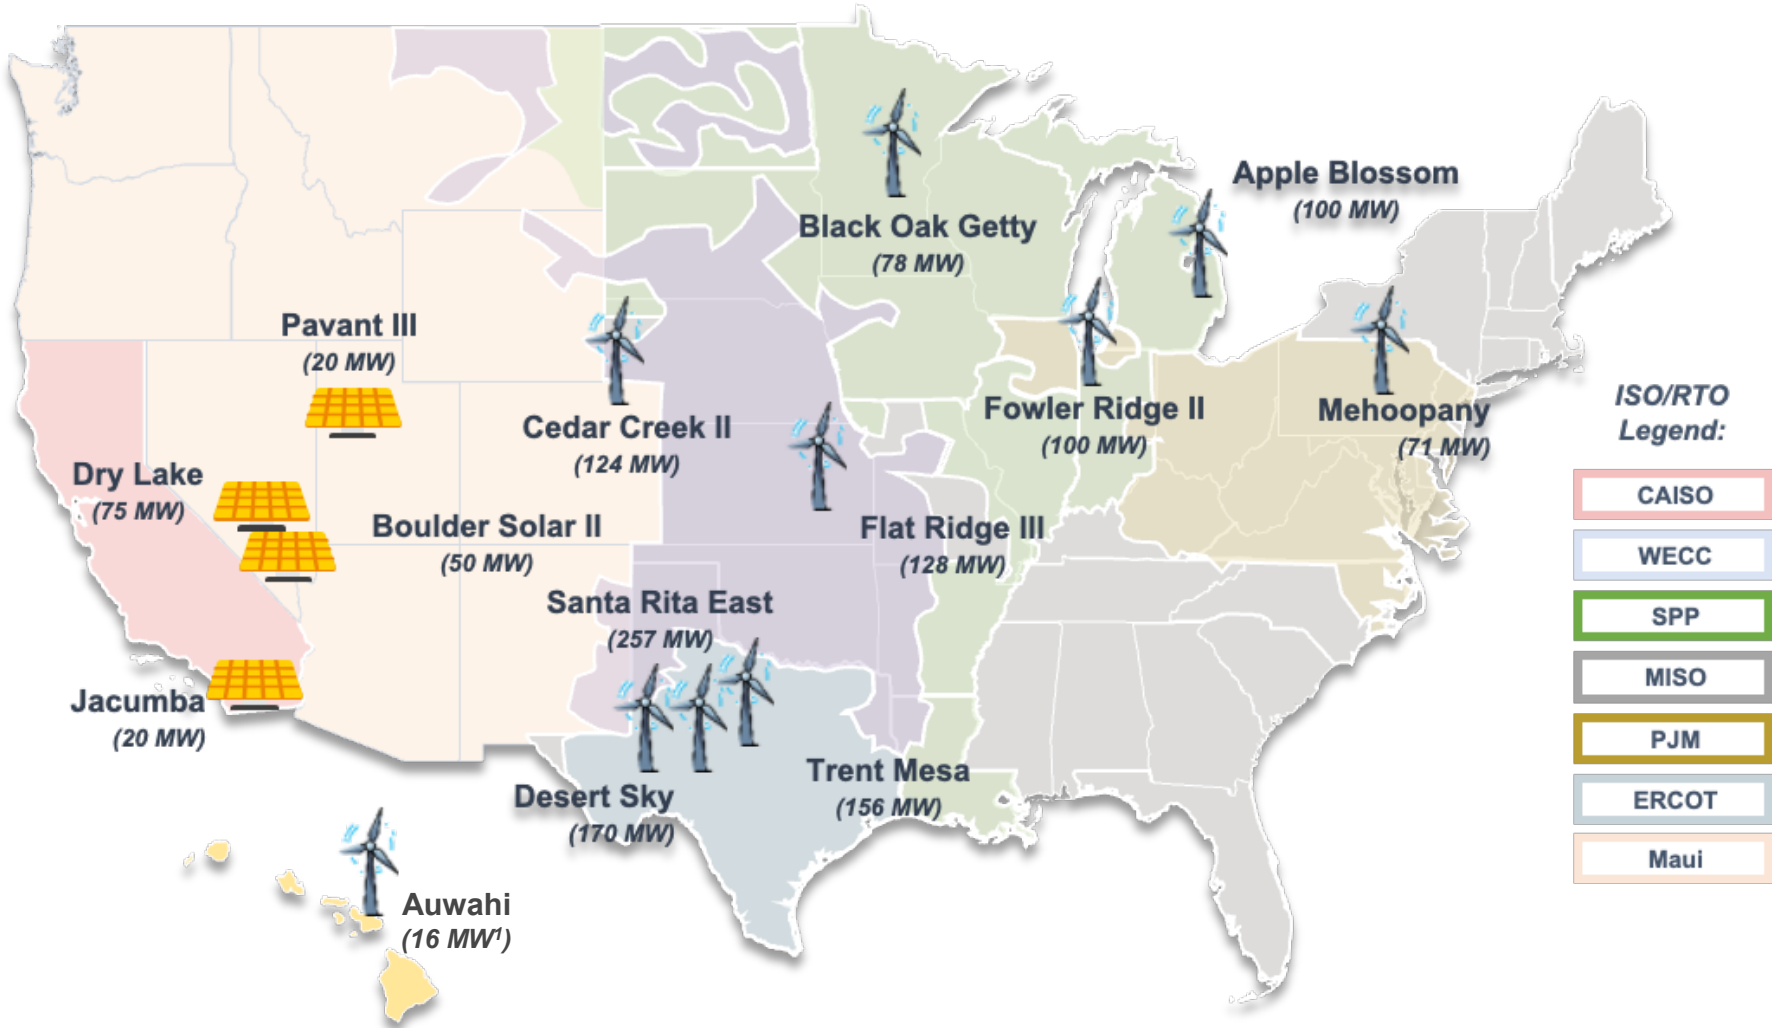 Apple Blossom
(100 MW)
Black Oak Getty
(78 MW)
Pavant III
(20 MW)
Cedar Creek II
(124 MW)
Fowler Ridge II
(100 MW)
Mehoopany
(71 MW)
Dry Lake
(75 MW)
Boulder Solar II
(50 MW)
Flat Ridge III
(128 MW)
Santa Rita East
(257 MW)
Jacumba
(20 MW)
Desert Sky
(170 MW)
Trent Mesa
(156 MW)
Auwahi
(16 MW¹)
ISO/RTO
Legend:
CAISO
WECC
SPP
MISO
PJM
ERCOT
Maui